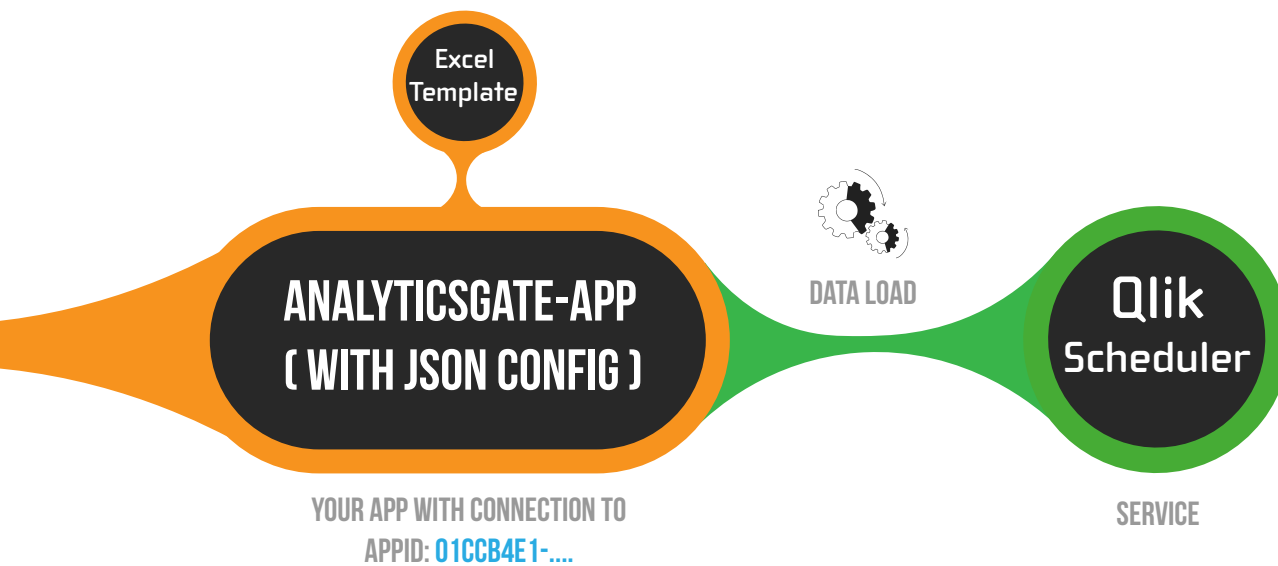 Excel
Template
ANALYTICSGATE-APP
( WITH JSON CONFIG )
DATA LOAD
Qlik
Scheduler
YOUR APP WITH CONNECTION TO
APPID: 01CCB4E1-....
SERVICE